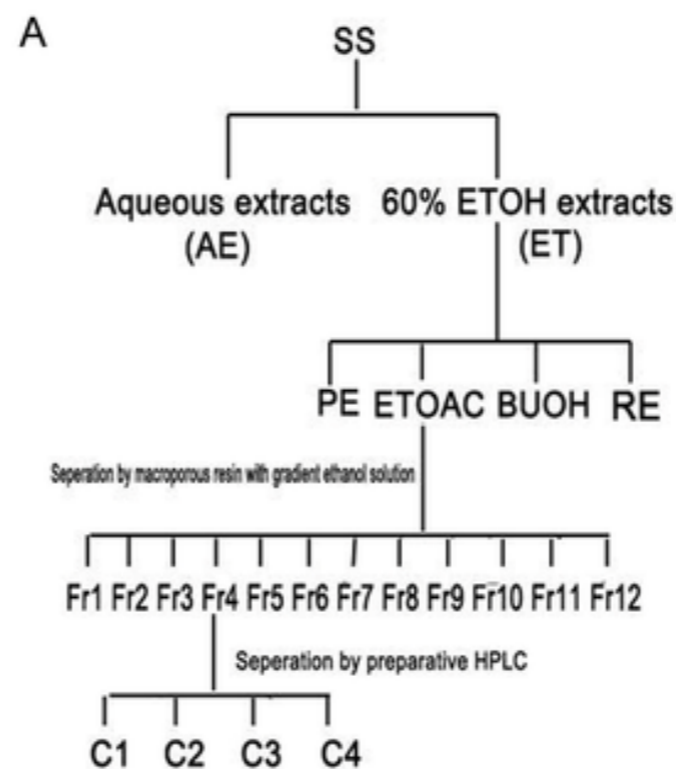 A
SS
Aqueous extracts 60% ETOH extracts
(AE) (ET)
PE ETOAC BUOH RE
Seperation by macroporous resin with gradient ethanol solution
Fr1 Fr2 Fr3 Fr4 Fr5 Fr6 Fr7 Fr8 Fr9 Fr10 Fr11 Fr12
Seperation by preparative HPLC
C1 C2 C3 C4